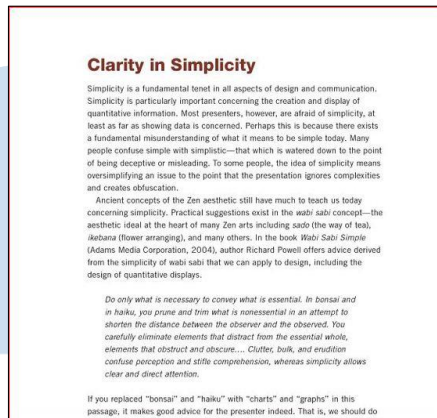 Clarity in Simplicity
Simplicity is a fundamental tenet in all aspects of design and communication.
Simplicity is particularly important concerning the creation and display of
quantitative information. Most presenters, however, are afraid of simplicity, at
least as far as showing data is concerned. Perhaps this is because there exists
a fundamental misunderstanding of what it means to be simple today. Many
people confuse simple with simplistic—that which is watered down to the point
of being deceptive or misleading. To some people, the idea of simplicity means
oversimplifying an issue to the point that the presentation ignores complexities
and creates obfuscation.
Ancient concepts of the Zen aesthetic still have much to teach us today
concerning simplicity. Practical suggestions exist in the wabi sabi concept—the
aesthetic ideal at the heart of many Zen arts including sado (the way of tea),
ikebana (flower arranging), and many others. In the book Wabi Sabi Simple
(Adams Media Corporation, 2004), author Richard Powell offers advice derived
from the simplicity of wabi sabi that we can apply to design, including the
design of quantitative displays.
Do only what is necessary to convey what is essential. In bonsai and
in haiku, you prune and trim what is nonessential in an attempt to
shorten the distance between the observer and the observed. You
carefully eliminate elements that distract from the essential whole,
elements that obstruct and obscure.... Clutter, bulk, and erudition
confuse perception and stifle comprehension, whereas simplicity allows
clear and direct attention.
If you replaced "bonsai" and "haiku" with "charts" and "graphs" in this
passage, it makes good advice for the presenter indeed. That is, we should do